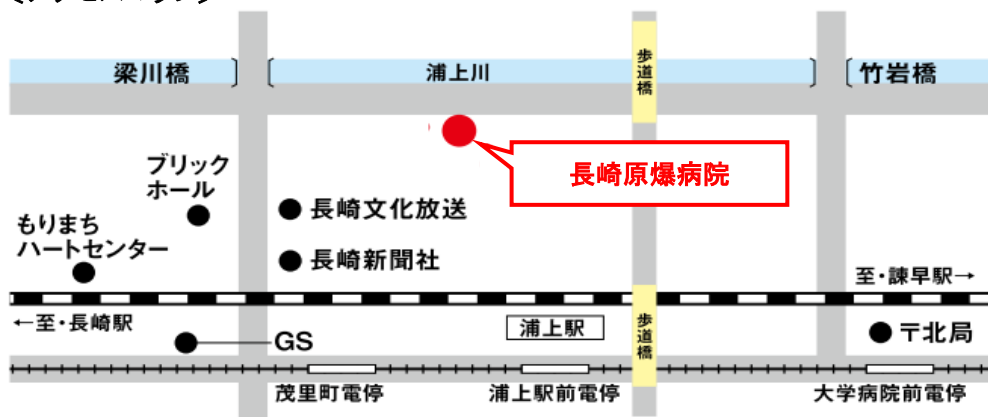 梁川橋
浦上川
歩道橋
竹岩橋
長崎原爆病院
ブリック
ホール
長崎文化放送
もりまち
ハートセンター
長崎新聞社
至・諫早駅→
←至・長崎駅
浦上駅
歩道橋
〒北局
GS
茂里町電停
浦上駅前電停
大学病院前電停